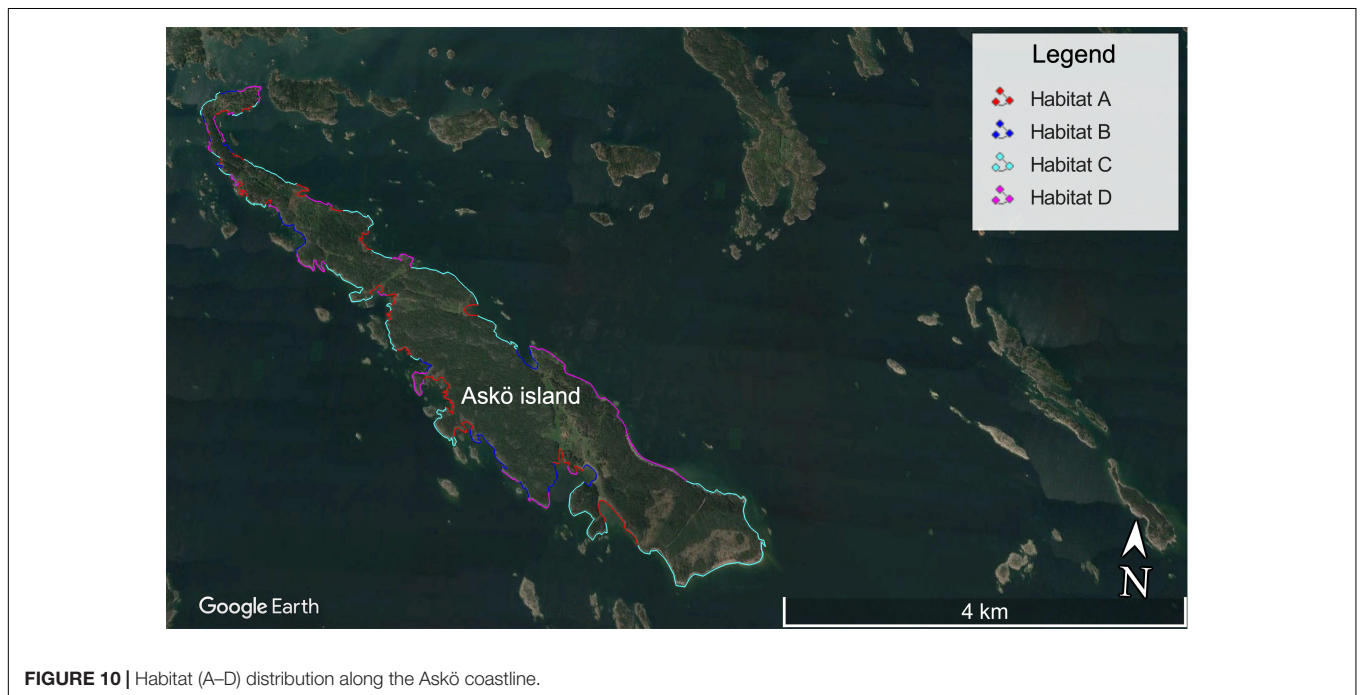 Legend
Habitat A
Habitat B
Habitat C
Habitat D
Askö island
N
Google Earth
4 km
FIGURE 10 | Habitat (A–D) distribution along the Askö coastline.